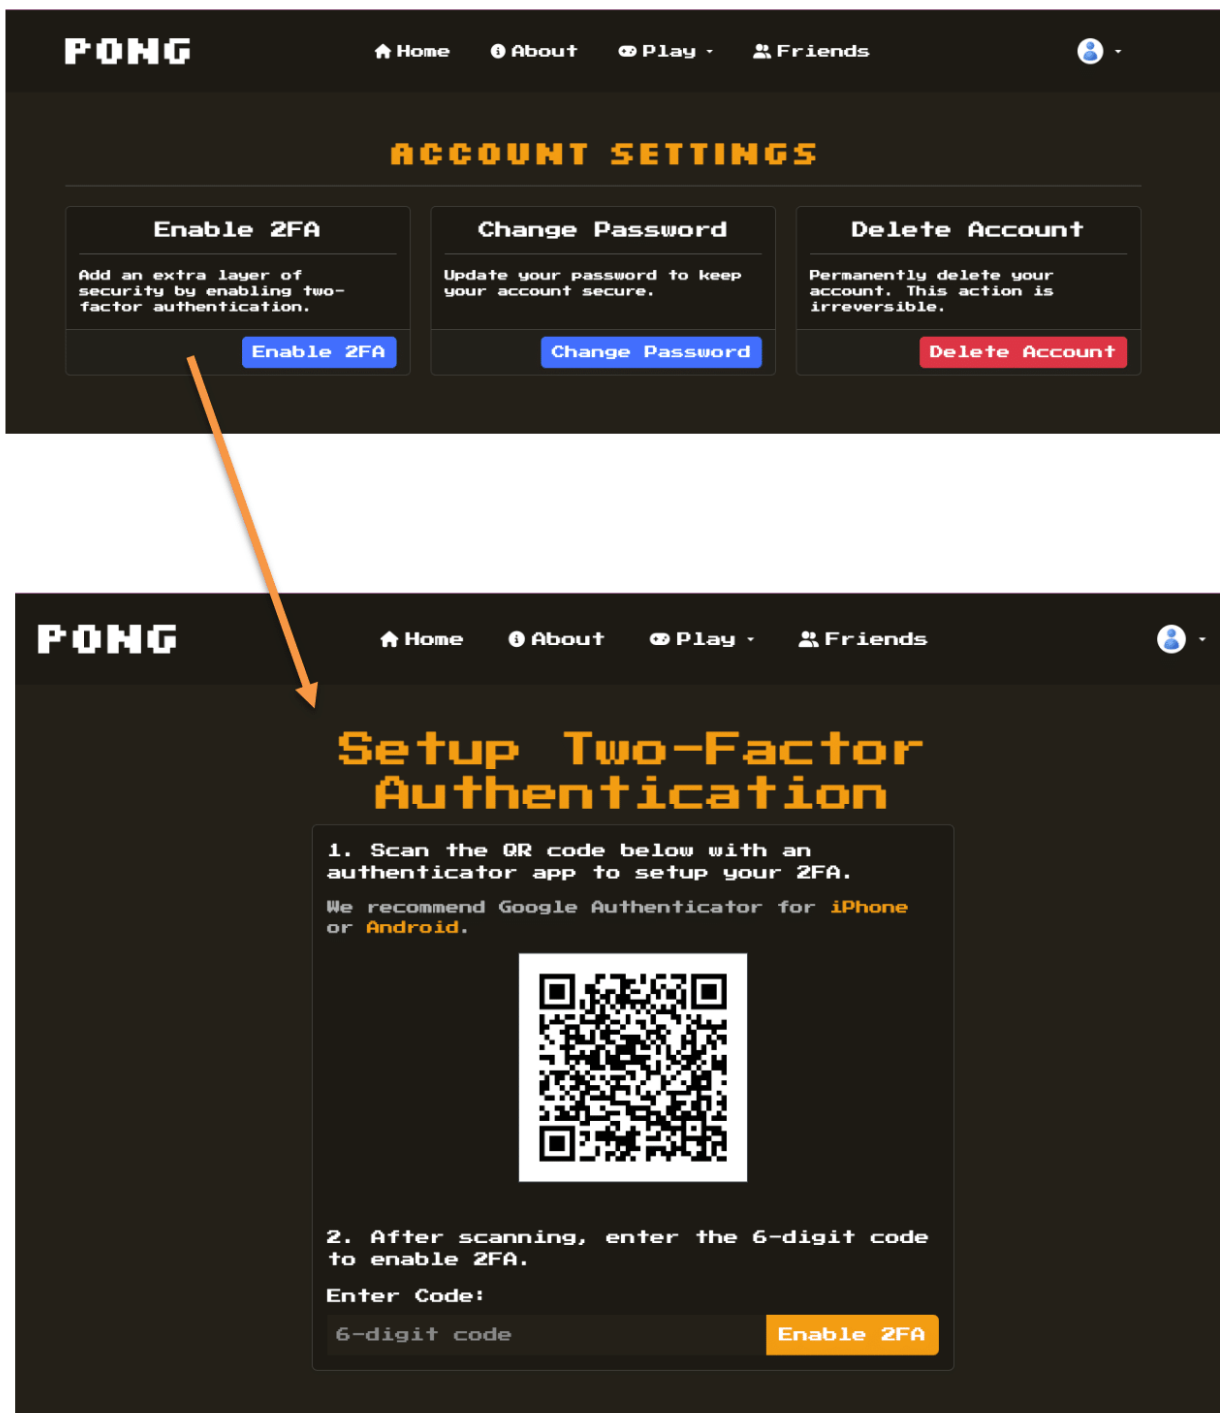 PONG
Home About Play Friends
ACCOUNT SETTINGS
Enable 2FA
Add an extra layer of
security by enabling two-
factor authentication.
Enable 2FA
Change Password
Update your password to keep
your account secure.
Change Password
Delete Account
Permanently delete your
account. This action is
irreversible.
Delete Account
PONG
Home About Play Friends
Setup Two-Factor
Authentication
1. Scan the QR code below with an
authenticator app to setup your 2FA.
We recommend Google Authenticator for iPhone
or Android.
2. After scanning, enter the 6-digit code
to enable 2FA.
Enter Code:
6-digit code
Enable 2FA